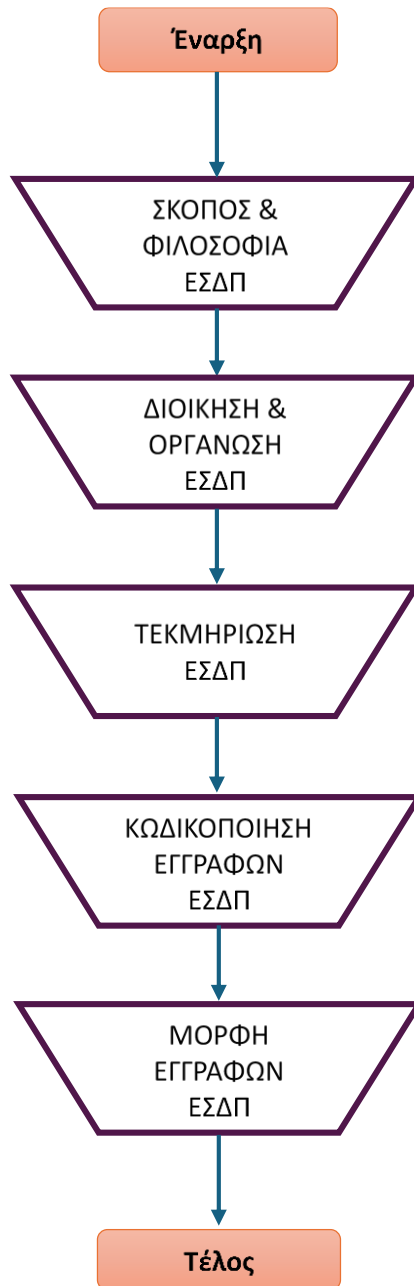 Έναρξη
ΣΚΟΠΟΣ &
ΦΙΛΟΣΟΦΙΑ
ΕΣΔΠ
ΔΙΟΙΚΗΣΗ &
ΟΡΓΑΝΩΣΗ
ΕΣΔΠ
ΤΕΚΜΗΡΙΩΣΗ
ΕΣΔΠ
ΚΩΔΙΚΟΠΟΙΗΣΗ
ΕΓΓΡΑΦΩΝ
ΕΣΔΠ
ΜΟΡΦΗ
ΕΓΓΡΑΦΩΝ
ΕΣΔΠ
Τέλος